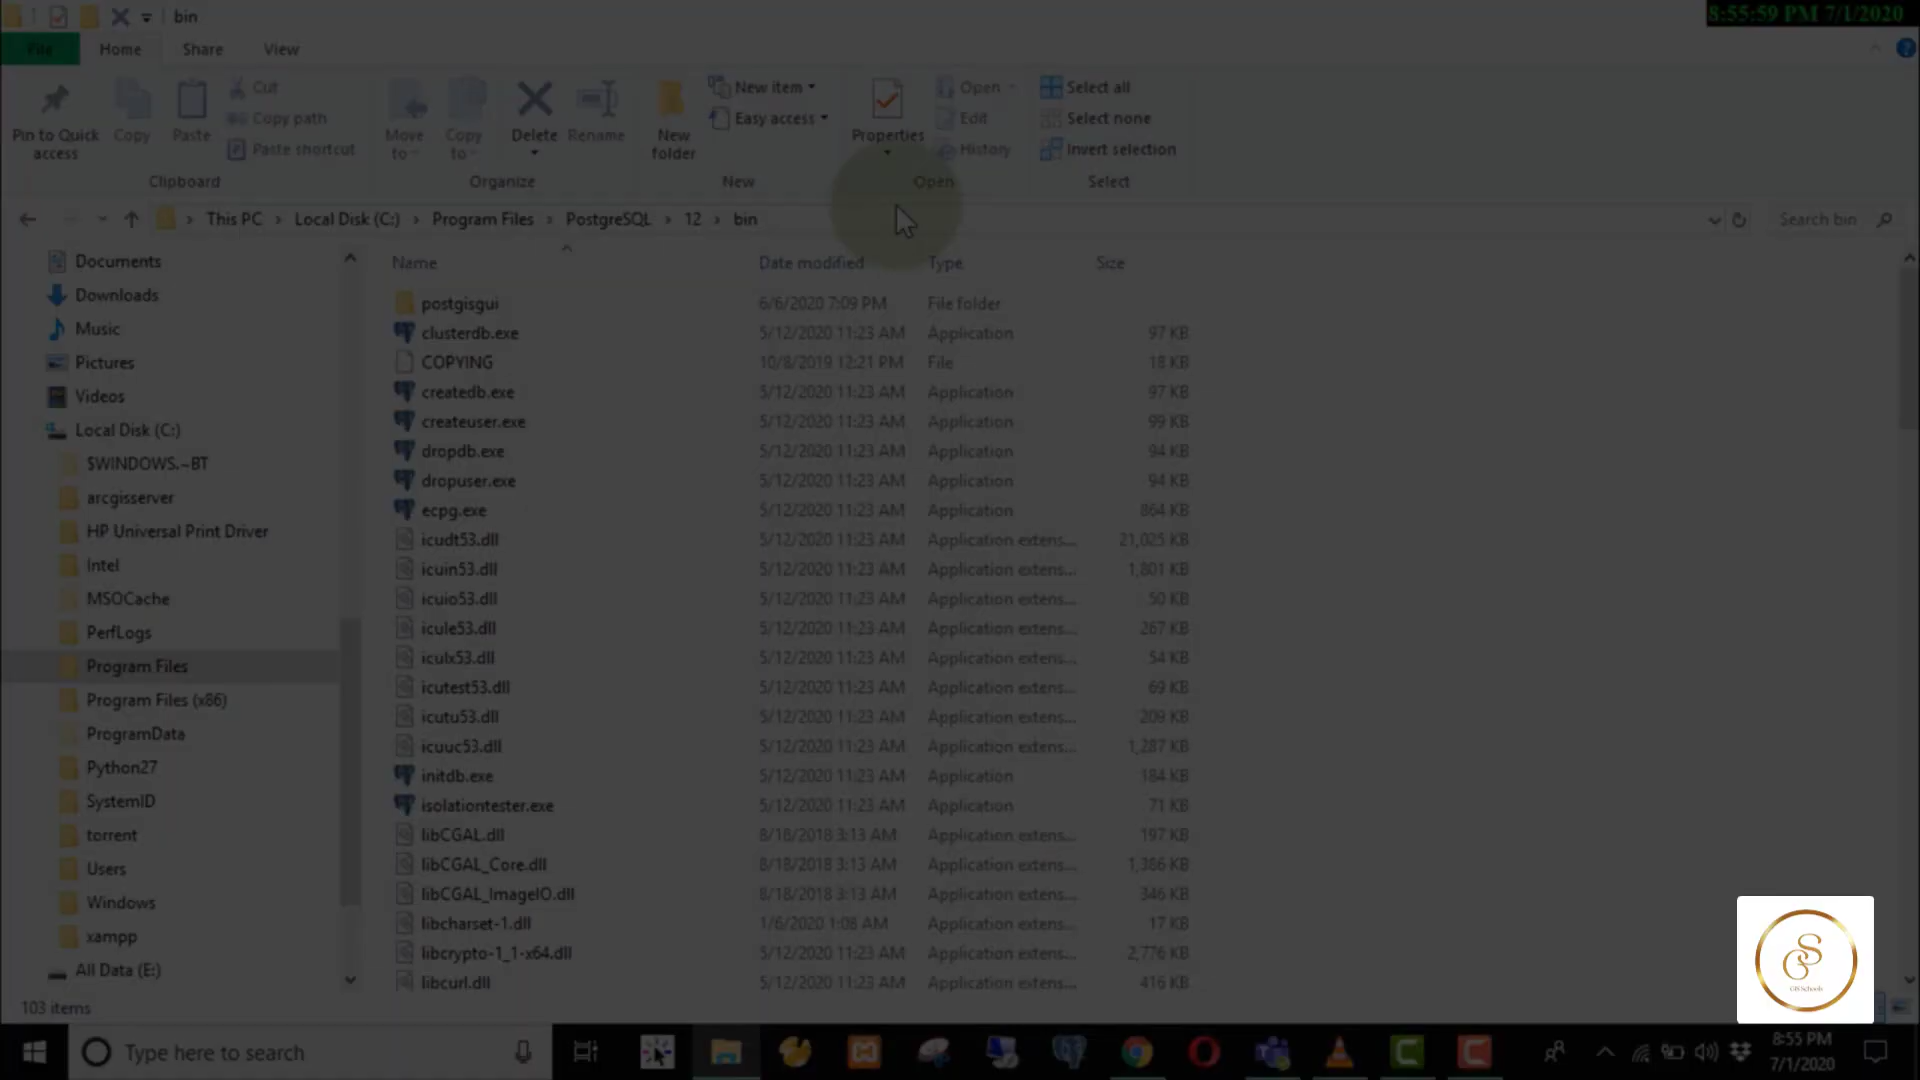 bin
8:55:59 PM 7/1/2020
File Home Share View
Pin to Quick access
Copy
Paste
Cut
Copy path
Paste shortcut
Clipboard
Move to
Copy to
Delete
Rename
Organize
New folder
New item
Easy access
New
Properties
Open
Edit
History
Open
Select all
Select none
Invert selection
Select
This PC > Local Disk (C:) > Program Files > PostgreSQL > 12 > bin
Search bin
Documents
Downloads
Music
Pictures
Videos
Local Disk (C:)
$WINDOWS.~BT
arcgisserver
HP Universal Print Driver
Intel
MSOCache
PerfLogs
Program Files
Program Files (x86)
ProgramData
Python27
SystemID
torrent
Users
Windows
xampp
All Data (E:)
Name Date modified Type Size
postgisgui 6/6/2020 7:09 PM File folder
clusterdb.exe 5/12/2020 11:23 AM Application 97 KB
COPYING 10/8/2019 12:21 PM File 18 KB
createdb.exe 5/12/2020 11:23 AM Application 97 KB
createuser.exe 5/12/2020 11:23 AM Application 99 KB
dropdb.exe 5/12/2020 11:23 AM Application 94 KB
dropuser.exe 5/12/2020 11:23 AM Application 94 KB
ecpg.exe 5/12/2020 11:23 AM Application 864 KB
icudt53.dll 5/12/2020 11:23 AM Application extens... 21,025 KB
icuin53.dll 5/12/2020 11:23 AM Application extens... 1,801 KB
icuio53.dll 5/12/2020 11:23 AM Application extens... 50 KB
icule53.dll 5/12/2020 11:23 AM Application extens... 267 KB
iculx53.dll 5/12/2020 11:23 AM Application extens... 54 KB
icutest53.dll 5/12/2020 11:23 AM Application extens... 69 KB
icutu53.dll 5/12/2020 11:23 AM Application extens... 209 KB
icuuc53.dll 5/12/2020 11:23 AM Application extens... 1,287 KB
initdb.exe 5/12/2020 11:23 AM Application 184 KB
isolationtester.exe 5/12/2020 11:23 AM Application 71 KB
libCGAL.dll 8/18/2018 3:13 AM Application extens... 197 KB
libCGAL_Core.dll 8/18/2018 3:13 AM Application extens... 1,386 KB
libCGAL_ImageIO.dll 8/18/2018 3:13 AM Application extens... 346 KB
libcharset-1.dll 1/6/2020 1:08 AM Application extens... 17 KB
libcrypto-1_1-x64.dll 5/12/2020 11:23 AM Application extens... 2,776 KB
libcurl.dll 5/12/2020 11:23 AM Application extens... 416 KB
103 items
GIS Schools
Type here to search
8:55 PM
7/1/2020